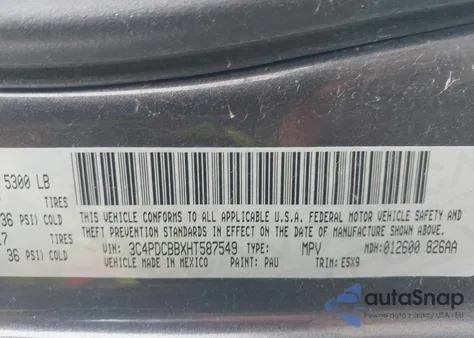 5300 LB
TIRES
36 PSI) COLD
TIRES
36 PSI) COLD
THIS VEHICLE CONFORMS TO ALL APPLICABLE U.S.A. FEDERAL MOTOR VEHICLE SAFETY AND
THEFT PREVENTION STANDARDS IN EFFECT ON THE DATE OF MANUFACTURE SHOWN ABOVE.
VIN: 3C4PDCBBXHT587549 TYPE: MPV MDH: 012600 826AA
VEHICLE MADE IN MEXICO PAINT: PAU TRIM: E5X9
autaSnap